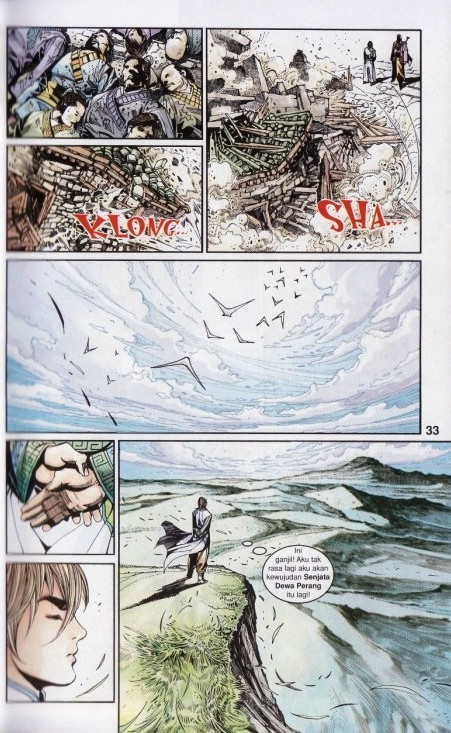 KLONG...
SHA...
33
Ini
ganjil! Aku tak
rasa lagi aku akan
kewujudan Senjata
Dewa Perang
itu lagi!